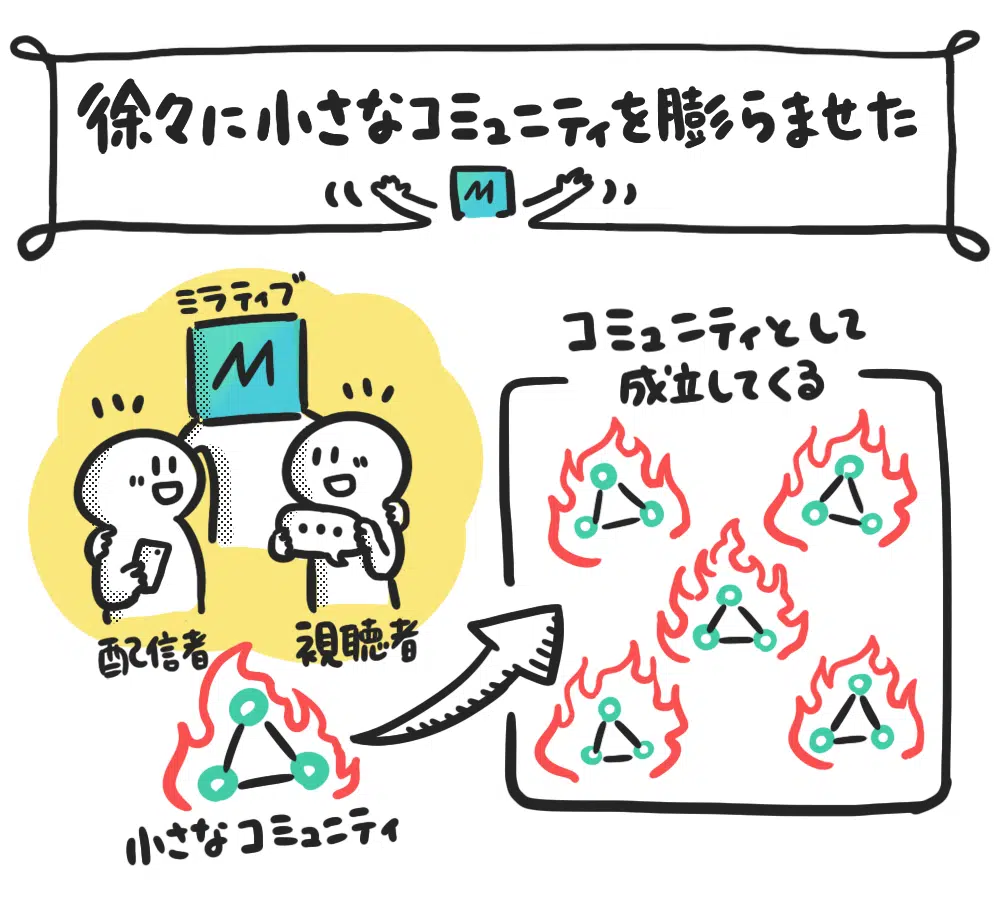 徐々に小さなコミュニティを膨らませた
M
ミラティブ
M
配信者
視聴者
小さなコミュニティ
コミュニティとして
成立してくる